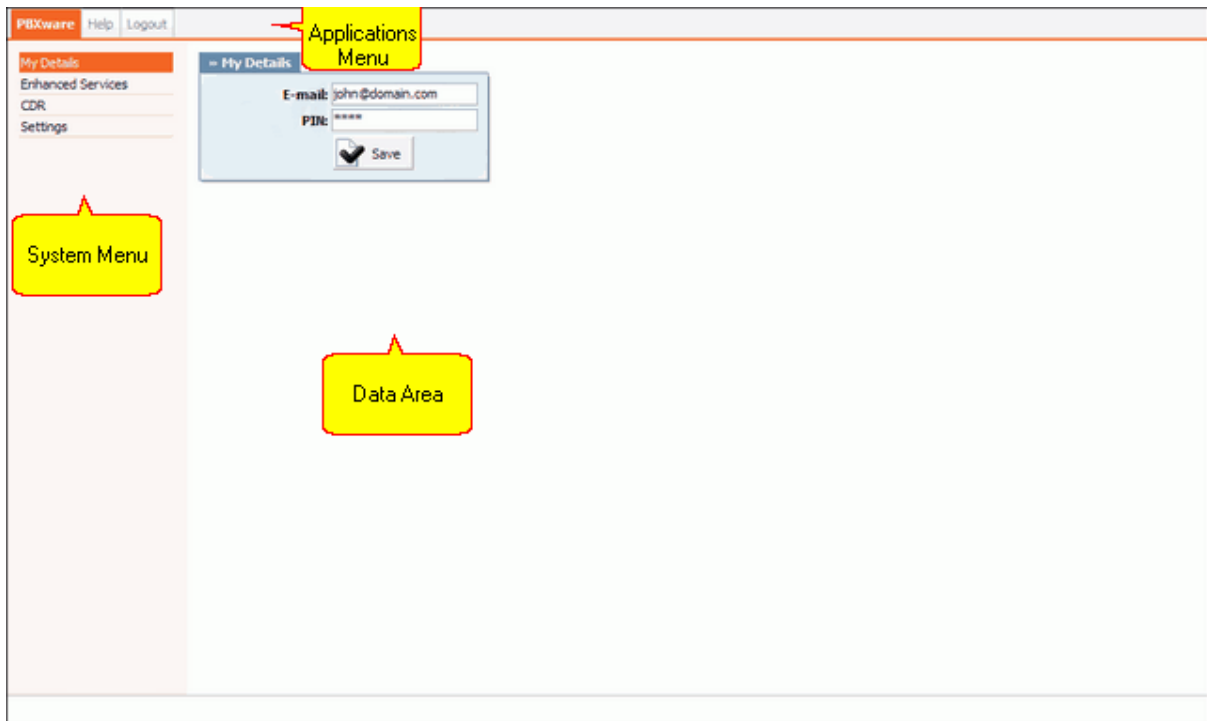 PBXware Help Logout
Applications
Menu
My Details
Enhanced Services
CDR
Settings
My Details
E-mail: john@domain.com
PIN: ****
Save
System Menu
Data Area